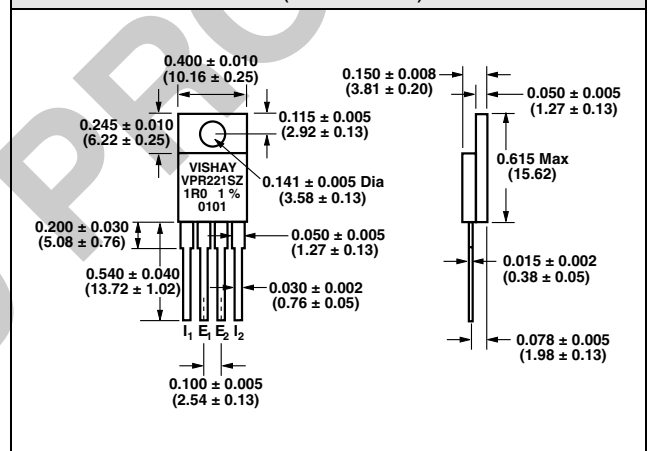 0.400 ± 0.010
(10.16 ± 0.25)
0.150 ± 0.008
(3.81 ± 0.20)
0.050 ± 0.005
(1.27 ± 0.13)
0.245 ± 0.010
(6.22 ± 0.25)
0.115 ± 0.005
(2.92 ± 0.13)
0.615 Max
(15.62)
VISHAY
VPR221SZ
1R0 1 %
0101
0.141 ± 0.005 Dia
(3.58 ± 0.13)
0.200 ± 0.030
(5.08 ± 0.76)
0.050 ± 0.005
(1.27 ± 0.13)
0.015 ± 0.002
(0.38 ± 0.05)
0.540 ± 0.040
(13.72 ± 1.02)
0.030 ± 0.002
(0.76 ± 0.05)
I1 E1 E2 I2
0.078 ± 0.005
(1.98 ± 0.13)
0.100 ± 0.005
(2.54 ± 0.13)